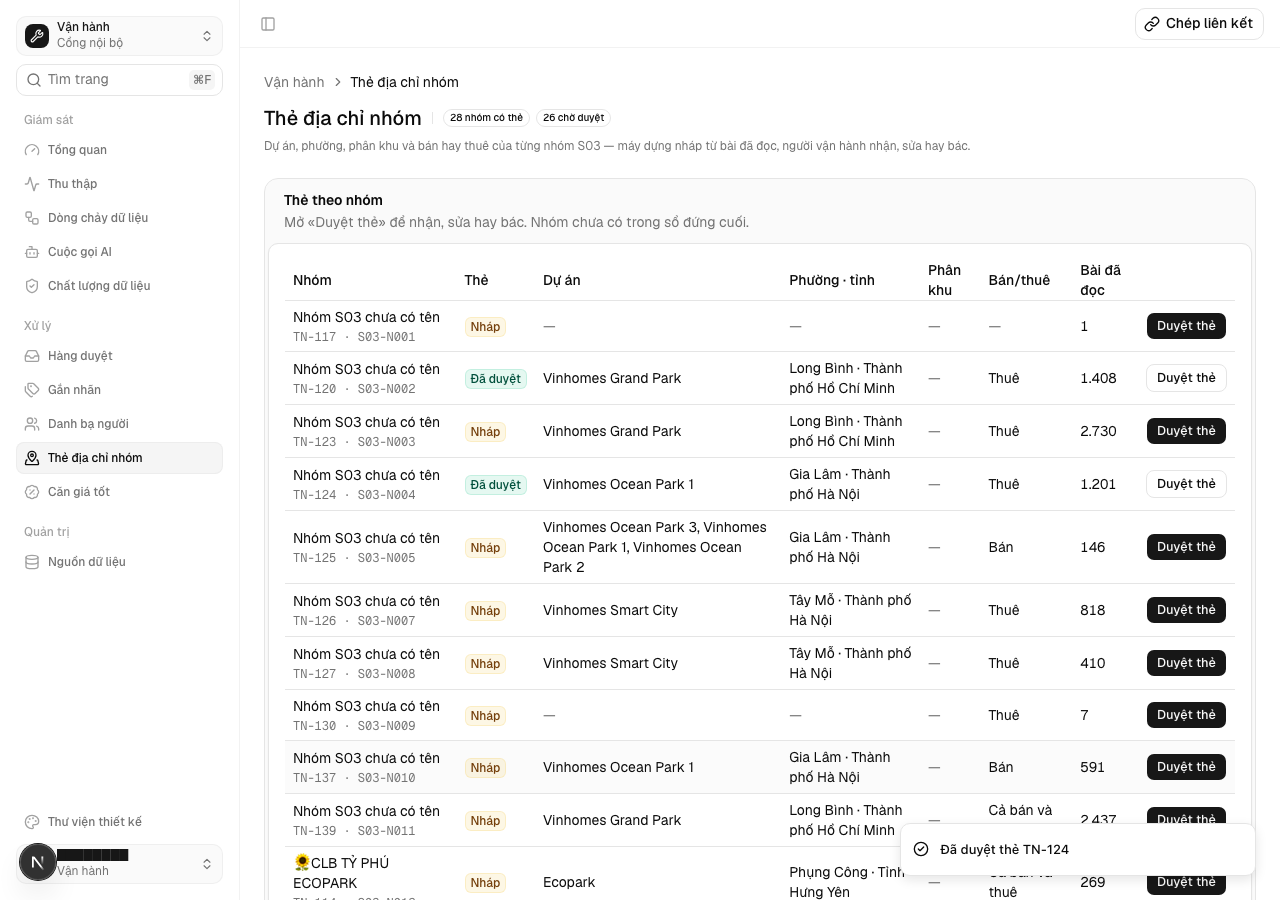 Vận hành
Cổng nội bộ
Tìm trang
⌘F
Giám sát
Tổng quan
Thu thập
Dòng chảy dữ liệu
Cuộc gọi AI
Chất lượng dữ liệu
Xử lý
Hàng duyệt
Gắn nhãn
Danh bạ người
Thẻ địa chỉ nhóm
Căn giá tốt
Quản trị
Nguồn dữ liệu
Thư viện thiết kế
N
Vận hành
Chép liên kết
Vận hành > Thẻ địa chỉ nhóm
Thẻ địa chỉ nhóm
28 nhóm có thẻ
26 chờ duyệt
Dự án, phường, phân khu và bán hay thuê của từng nhóm S03 — máy dựng nháp từ bài đã đọc, người vận hành nhận, sửa hay bác.
Thẻ theo nhóm
Mở «Duyệt thẻ» để nhận, sửa hay bác. Nhóm chưa có trong sổ đứng cuối.
Nhóm
Thẻ
Dự án
Phường · tỉnh
Phân
khu
Bán/thuê
Bài đã
đọc
Nhóm S03 chưa có tên
TN-117 · S03-N001
Nháp
—
—
—
—
1
Duyệt thẻ
Nhóm S03 chưa có tên
TN-120 · S03-N002
Đã duyệt
Vinhomes Grand Park
Long Bình · Thành
phố Hồ Chí Minh
—
Thuê
1.408
Duyệt thẻ
Nhóm S03 chưa có tên
TN-123 · S03-N003
Nháp
Vinhomes Grand Park
Long Bình · Thành
phố Hồ Chí Minh
—
Thuê
2.730
Duyệt thẻ
Nhóm S03 chưa có tên
TN-124 · S03-N004
Đã duyệt
Vinhomes Ocean Park 1
Gia Lâm · Thành
phố Hà Nội
—
Thuê
1.201
Duyệt thẻ
Nhóm S03 chưa có tên
TN-125 · S03-N005
Nháp
Vinhomes Ocean Park 3, Vinhomes
Ocean Park 1, Vinhomes Ocean
Park 2
Gia Lâm · Thành
phố Hà Nội
—
Bán
146
Duyệt thẻ
Nhóm S03 chưa có tên
TN-126 · S03-N007
Nháp
Vinhomes Smart City
Tây Mỗ · Thành phố
Hà Nội
—
Thuê
818
Duyệt thẻ
Nhóm S03 chưa có tên
TN-127 · S03-N008
Nháp
Vinhomes Smart City
Tây Mỗ · Thành phố
Hà Nội
—
Thuê
410
Duyệt thẻ
Nhóm S03 chưa có tên
TN-130 · S03-N009
Nháp
—
—
—
Thuê
7
Duyệt thẻ
Nhóm S03 chưa có tên
TN-137 · S03-N010
Nháp
Vinhomes Ocean Park 1
Gia Lâm · Thành
phố Hà Nội
—
Bán
591
Duyệt thẻ
Nhóm S03 chưa có tên
TN-139 · S03-N011
Nháp
Vinhomes Grand Park
Long Bình · Thành
phố Hồ Chí Minh
—
Cả bán và
2.437
Duyệt thẻ
🌻CLB TỶ PHÚ
ECOPARK
Nháp
Ecopark
Phụng Công · Tỉnh
Hưng Yên
—
thuê
269
Duyệt thẻ
Đã duyệt thẻ TN-124